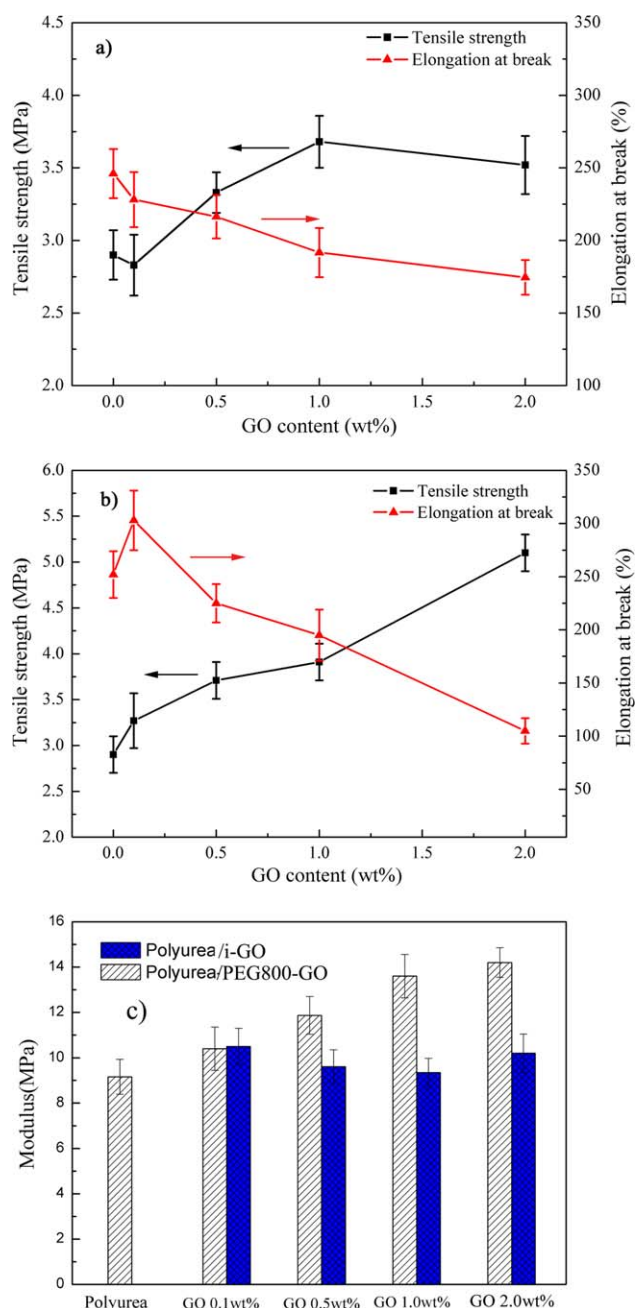 a)
Tensile strength
Elongation at break
4.5
4.0
3.5
3.0
2.5
2.0
Tensile strength (MPa)
350
300
250
200
150
100
Elongation at break (%)
0.0 0.5 1.0 1.5 2.0
GO content (wt%)
b)
Tensile strength
Elongation at break
6.0
5.5
5.0
4.5
4.0
3.5
3.0
2.5
2.0
Tensile strength (MPa)
350
300
250
200
150
100
50
Elongation at break (%)
0.0 0.5 1.0 1.5 2.0
GO content (wt%)
Polyurea/i-GO
Polyurea/PEG800-GO
c)
16
14
12
10
8
6
4
2
0
Modulus(MPa)
Polyurea GO 0.1wt% GO 0.5wt% GO 1.0wt% GO 2.0wt%